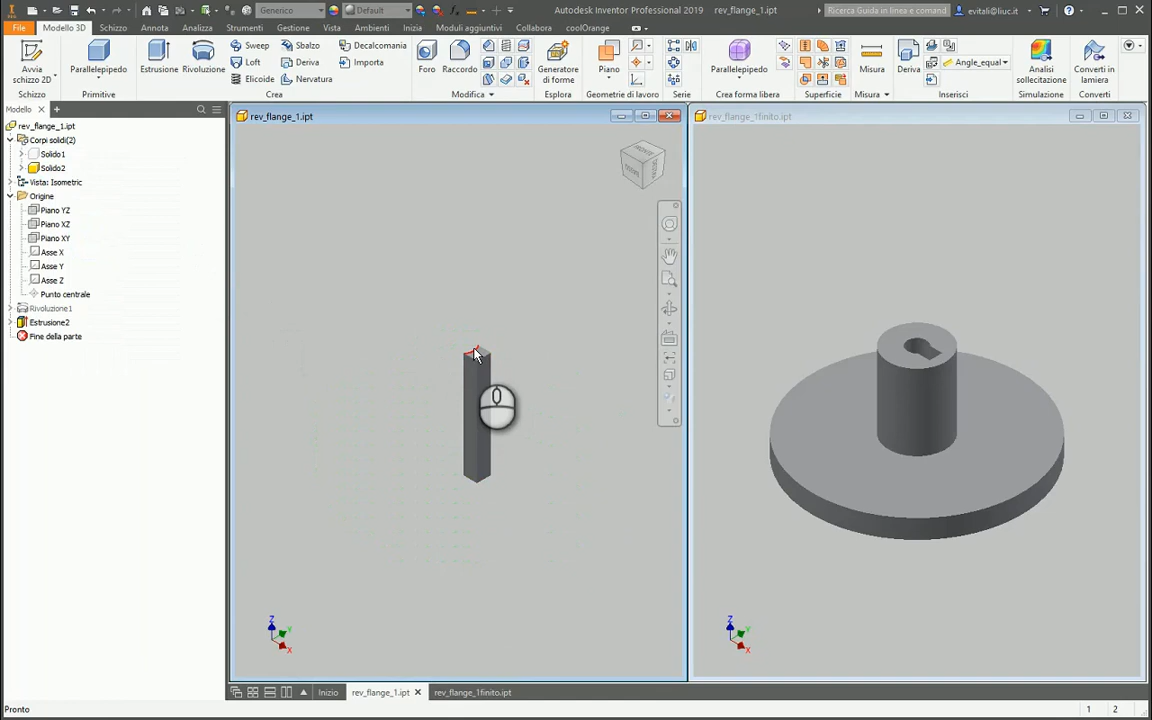 Generico
Default
Autodesk Inventor Professional 2019 rev_flange_1.ipt
Ricerca Guida in linea e comand
evitali@liuc.it
File
Modello 3D
Schizzo
Annota
Analizza
Strumenti
Gestione
Vista
Ambienti
Inizia
Moduli aggiuntivi
Collabora
coolOrange
Avvia
schizzo 2D
Parallelepipedo
Estrusione
Rivoluzione
Sweep
Loft
Elicoide
Sbalzo
Deriva
Nervatura
Decalcomania
Importa
Foro
Raccordo
Generatore
di forme
Piano
Parallelepipedo
Misura
Deriva
Angle_equal
Analisi
sollecitazione
Converti in
lamiera
Schizzo
Primitive
Crea
Modifica
Esplora
Geometrie di lavoro
Serie
Crea forma libera
Superficie
Misura
Inserisci
Simulazione
Converti
Modello
rev_flange_1.ipt
Corpi solidi(2)
Solido1
Solido2
Vista: Isometric
Origine
Piano YZ
Piano XZ
Piano XY
Asse X
Asse Y
Asse Z
Punto centrale
Rivoluzione1
Estrusione2
Fine della parte
rev_flange_1.ipt
Z
Y
X
rev_flange_1finito.ipt
Z
Y
X
Inizio
rev_flange_1.ipt
rev_flange_1finito.ipt
Pronto
1
2